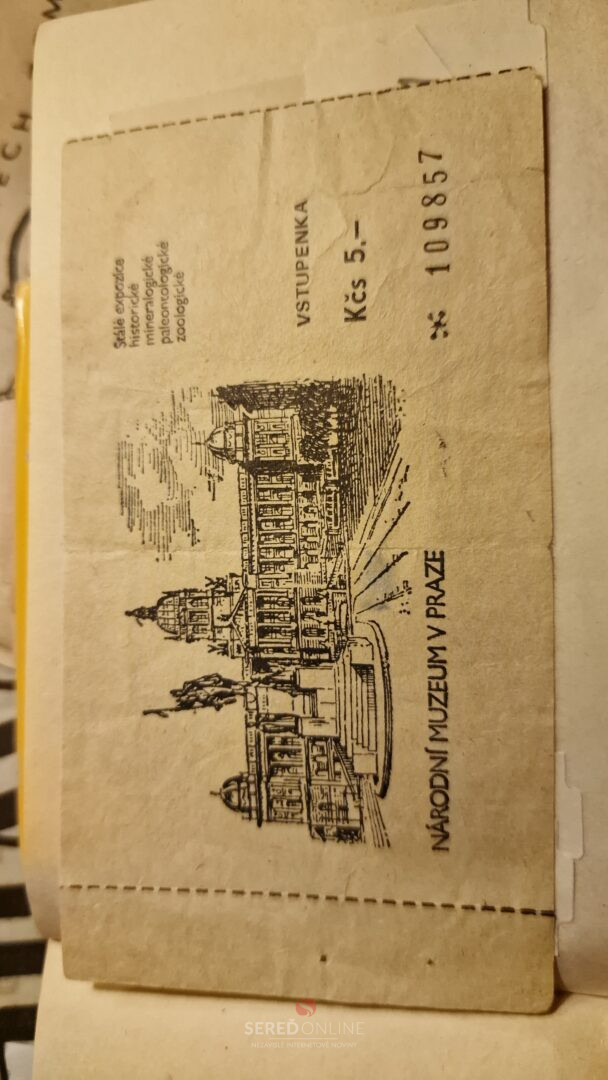 Stálé expozice
historické
mineralogické
paleontologické
zoologické
VSTUPENKA
Kčs 5.–
109857
NÁRODNÍ MUZEUM V PRAZE
SEREĎONLINE